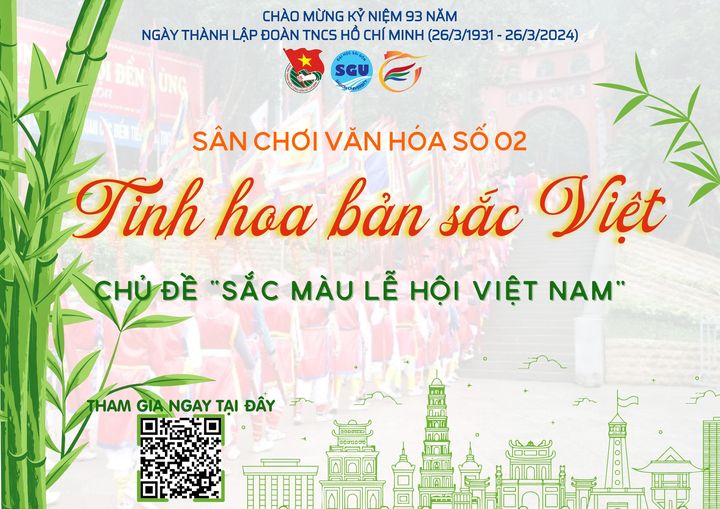 CHÀO MỪNG KỶ NIỆM 93 NĂM
NGÀY THÀNH LẬP ĐOÀN TNCS HỒ CHÍ MINH (26/3/1931 - 26/3/2024)
SGU
SÂN CHƠI VĂN HÓA SỐ 02
Tinh hoa bản sắc Việt
CHỦ ĐỀ "SẮC MÀU LỄ HỘI VIỆT NAM"
THAM GIA NGAY TẠI ĐÂY